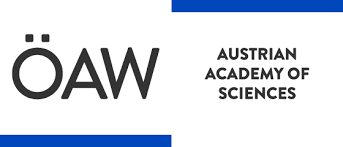 ÖAW
AUSTRIAN
ACADEMY OF
SCIENCES